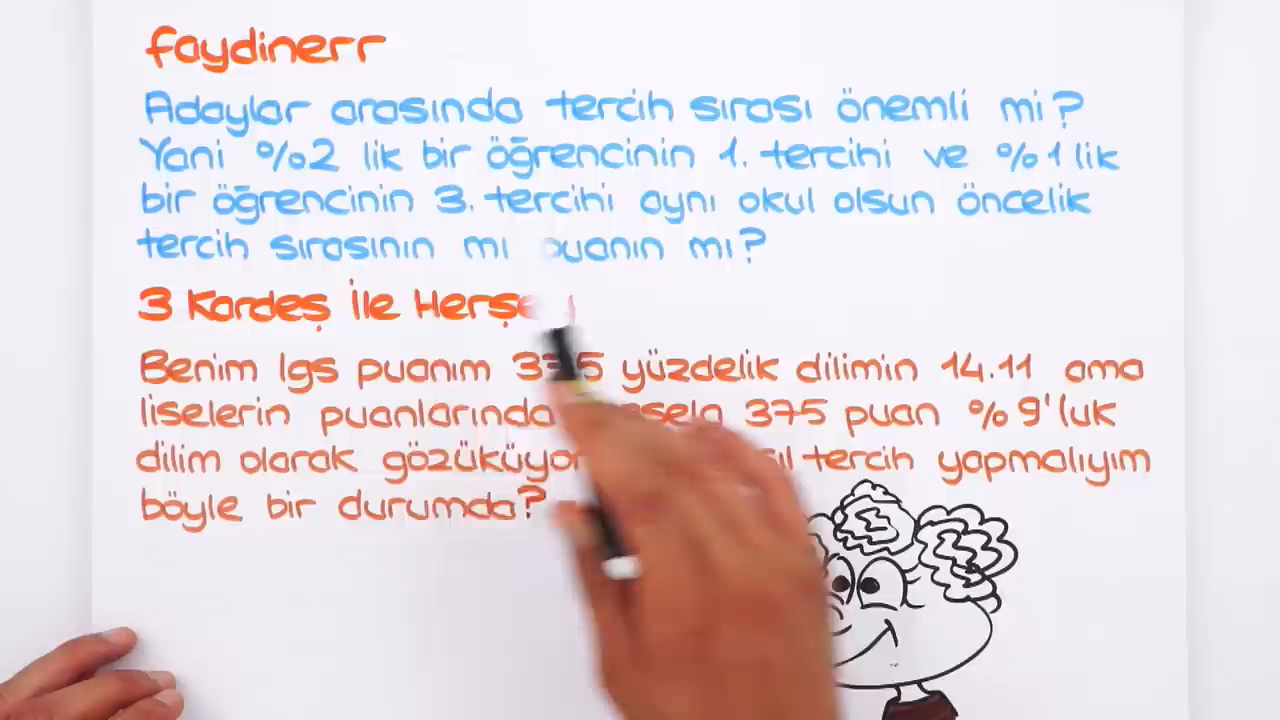 faydinerr
Adaylar arasında tercih sırası önemli mi?
Yani %2 lik bir öğrencinin 1. tercihi ve %1 lik
bir öğrencinin 3. tercihi aynı okul olsun öncelik
tercih sırasının mı puanın mı?
3 Kardeş İle
Benim lgs puanım 375 yüzdelik dilimin 14.11 ama
liselerin puanlarında 375 puan %9'luk
dilim olarak gözüküyor tercih yapmalıyım
böyle bir durumda?